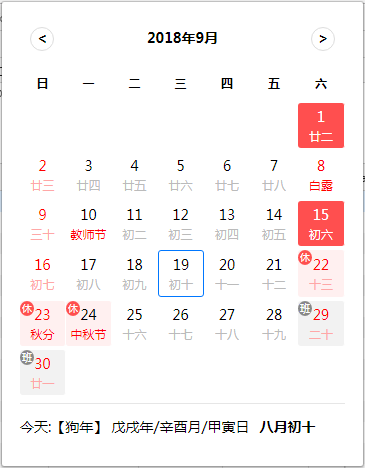 < 2018年9月 >
日 一 二 三 四 五 六
1
廿二
2 3 4 5 6 7 8
廿三 廿四 廿五 廿六 廿七 廿八 白露
9 10 11 12 13 14 15
三十 教师节 初二 初三 初四 初五 初六
16 17 18 19 20 21 休 22
初七 初八 初九 初十 十一 十二 十三
休 23 休 24 25 26 27 28 班 29
秋分 中秋节 十六 十七 十八 十九 二十
班 30
廿一
今天:【狗年】 戊戌年/辛酉月/甲寅日 八月初十